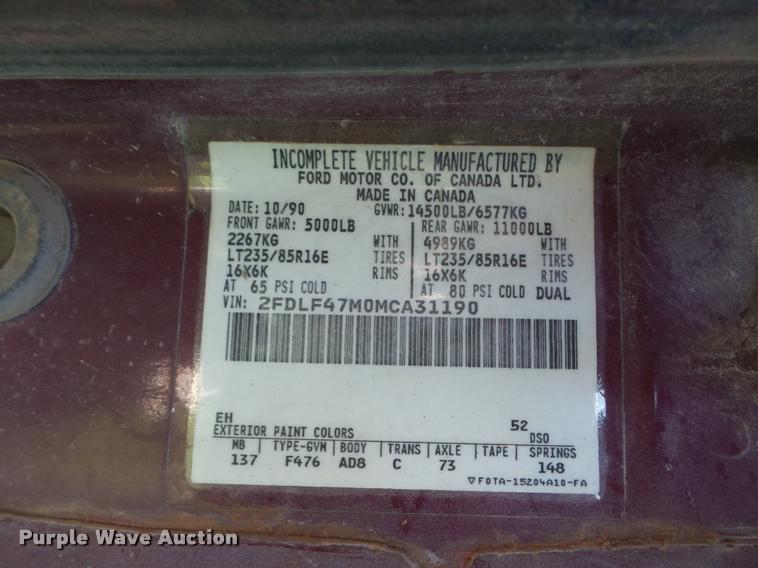 INCOMPLETE VEHICLE MANUFACTURED BY
FORD MOTOR CO. OF CANADA LTD.
MADE IN CANADA
DATE: 10/90 GVWR: 14500LB/6577KG
FRONT GAWR: 5000LB REAR GAWR: 11000LB
2267KG WITH 4989KG WITH
LT235/85R16E TIRES LT235/85R16E TIRES
16X6K RIMS 16X6K RIMS
AT 65 PSI COLD AT 80 PSI COLD DUAL
VIN: 2FDLF47M0MCA31190
EH 52
EXTERIOR PAINT COLORS DSO
WB TYPE-GVW BODY TRANS AXLE TAPE SPRINGS
137 F476 AD8 C 73 148
▽F0TA-15204A10-FA
Purple Wave Auction